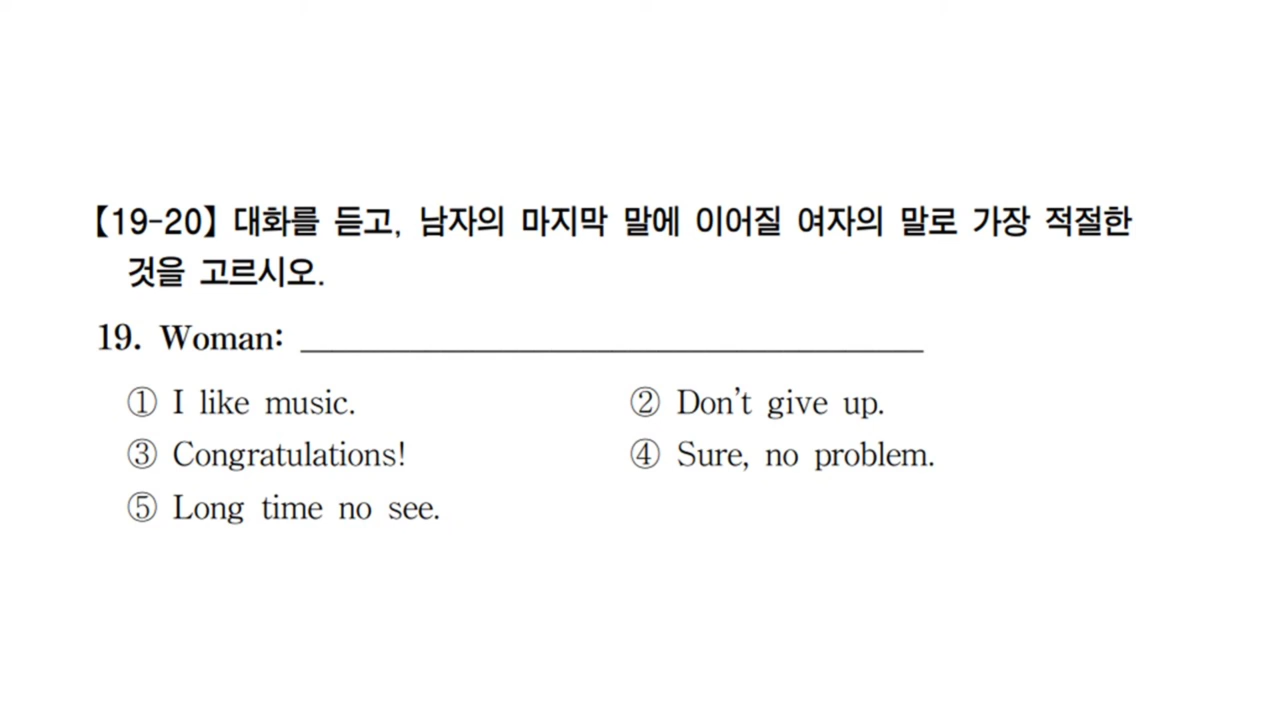 【19-20】 대화를 듣고, 남자의 마지막 말에 이어질 여자의 말로 가장 적절한
것을 고르시오.
19. Woman: ________________________________
① I like music. ② Don't give up.
③ Congratulations! ④ Sure, no problem.
⑤ Long time no see.